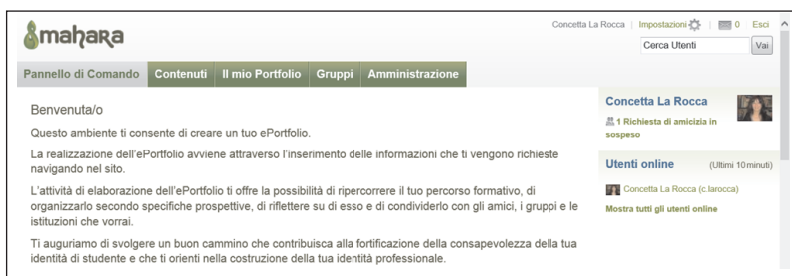 Concetta La Rocca | Impostazioni | 0 Esci
mahara
Cerca Utenti Vai
Pannello di Comando Contenuti Il mio Portfolio Gruppi Amministrazione
Benvenuta/o
Questo ambiente ti consente di creare un tuo ePortfolio.
La realizzazione dell'ePortfolio avviene attraverso l'inserimento delle informazioni che ti vengono richieste
navigando nel sito.
L'attività di elaborazione dell'ePortfolio ti offre la possibilità di ripercorrere il tuo percorso formativo, di
organizzarlo secondo specifiche prospettive, di riflettere su di esso e di condividerlo con gli amici, i gruppi e le
istituzioni che vorrai.
Ti auguriamo di svolgere un buon cammino che contribuisca alla fortificazione della consapevolezza della tua
identità di studente e che ti orienti nella costruzione della tua identità professionale.
Concetta La Rocca
1 Richiesta di amicizia in
sospeso
Utenti online (Ultimi 10 minuti)
Concetta La Rocca (c.larocca)
Mostra tutti gli utenti online